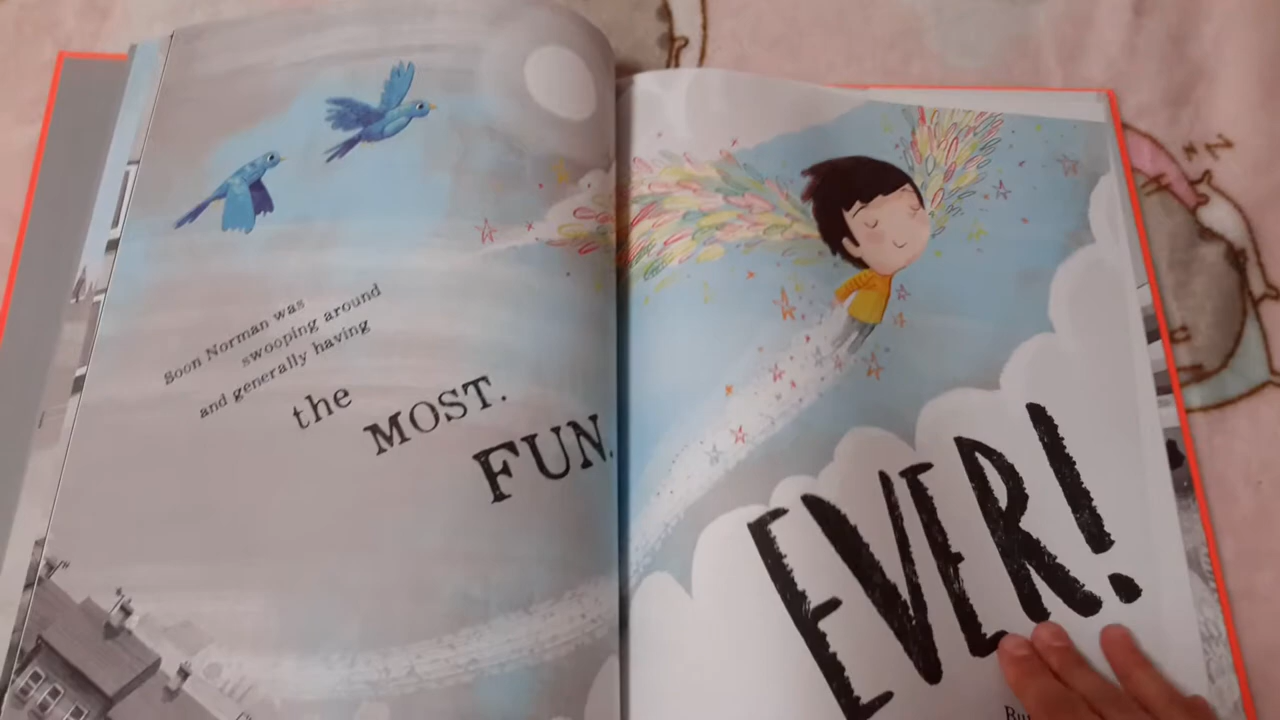 Soon Norman was
swooping around
and generally having
the
MOST.
FUN.
EVER!